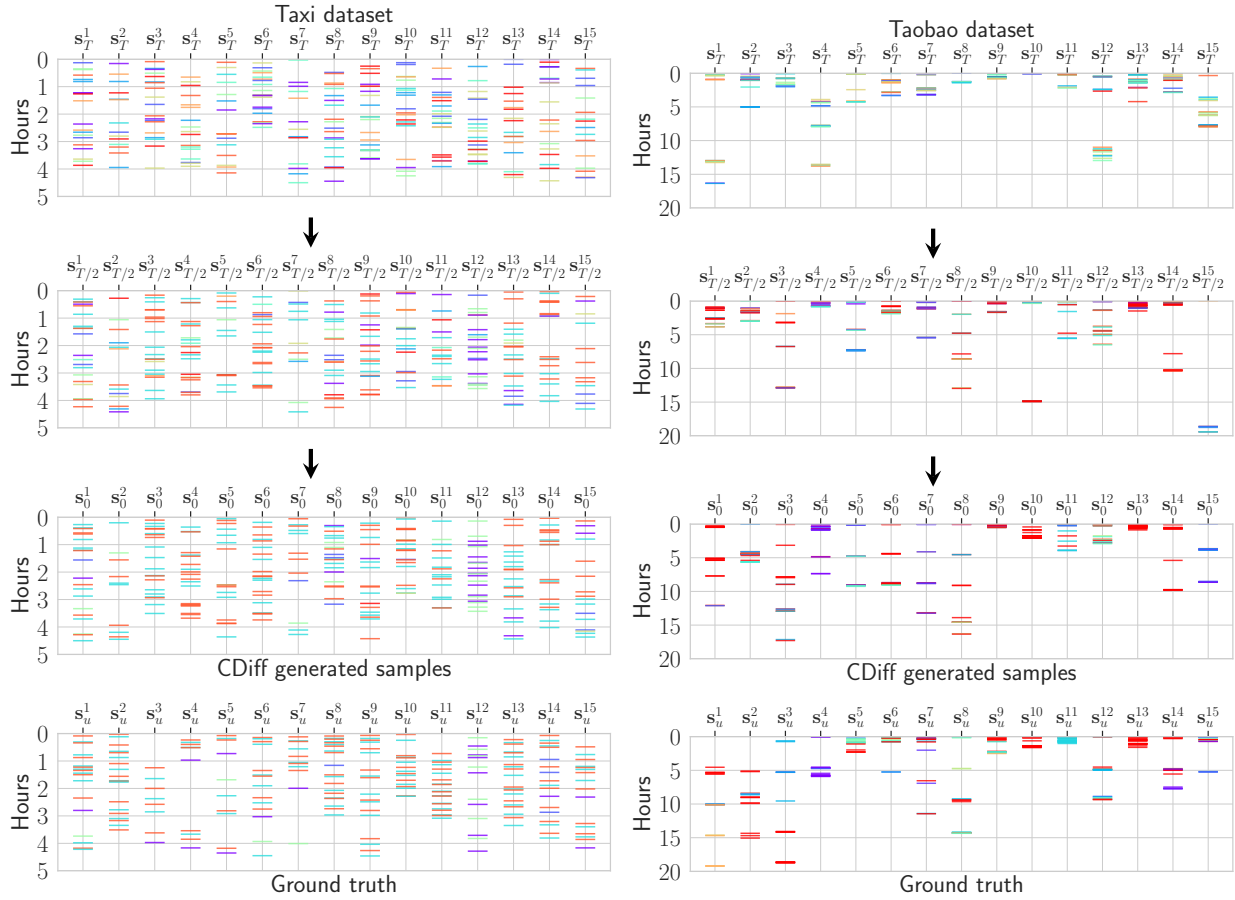 Taxi dataset
s_T^1 s_T^2 s_T^3 s_T^4 s_T^5 s_T^6 s_T^7 s_T^8 s_T^9 s_T^10 s_T^11 s_T^12 s_T^13 s_T^14 s_T^15
Hours
0
1
2
3
4
5
s_{T/2}^1 s_{T/2}^2 s_{T/2}^3 s_{T/2}^4 s_{T/2}^5 s_{T/2}^6 s_{T/2}^7 s_{T/2}^8 s_{T/2}^9 s_{T/2}^10 s_{T/2}^11 s_{T/2}^12 s_{T/2}^13 s_{T/2}^14 s_{T/2}^15
Hours
0
1
2
3
4
5
s_0^1 s_0^2 s_0^3 s_0^4 s_0^5 s_0^6 s_0^7 s_0^8 s_0^9 s_0^10 s_0^11 s_0^12 s_0^13 s_0^14 s_0^15
Hours
0
1
2
3
4
5
CDiff generated samples
s_u^1 s_u^2 s_u^3 s_u^4 s_u^5 s_u^6 s_u^7 s_u^8 s_u^9 s_u^10 s_u^11 s_u^12 s_u^13 s_u^14 s_u^15
Hours
0
1
2
3
4
5
Ground truth
Taobao dataset
s_T^1 s_T^2 s_T^3 s_T^4 s_T^5 s_T^6 s_T^7 s_T^8 s_T^9 s_T^10 s_T^11 s_T^12 s_T^13 s_T^14 s_T^15
Hours
0
5
10
15
20
s_{T/2}^1 s_{T/2}^2 s_{T/2}^3 s_{T/2}^4 s_{T/2}^5 s_{T/2}^6 s_{T/2}^7 s_{T/2}^8 s_{T/2}^9 s_{T/2}^10 s_{T/2}^11 s_{T/2}^12 s_{T/2}^13 s_{T/2}^14 s_{T/2}^15
Hours
0
5
10
15
20
s_0^1 s_0^2 s_0^3 s_0^4 s_0^5 s_0^6 s_0^7 s_0^8 s_0^9 s_0^10 s_0^11 s_0^12 s_0^13 s_0^14 s_0^15
Hours
0
5
10
15
20
CDiff generated samples
s_u^1 s_u^2 s_u^3 s_u^4 s_u^5 s_u^6 s_u^7 s_u^8 s_u^9 s_u^10 s_u^11 s_u^12 s_u^13 s_u^14 s_u^15
Hours
0
5
10
15
20
Ground truth